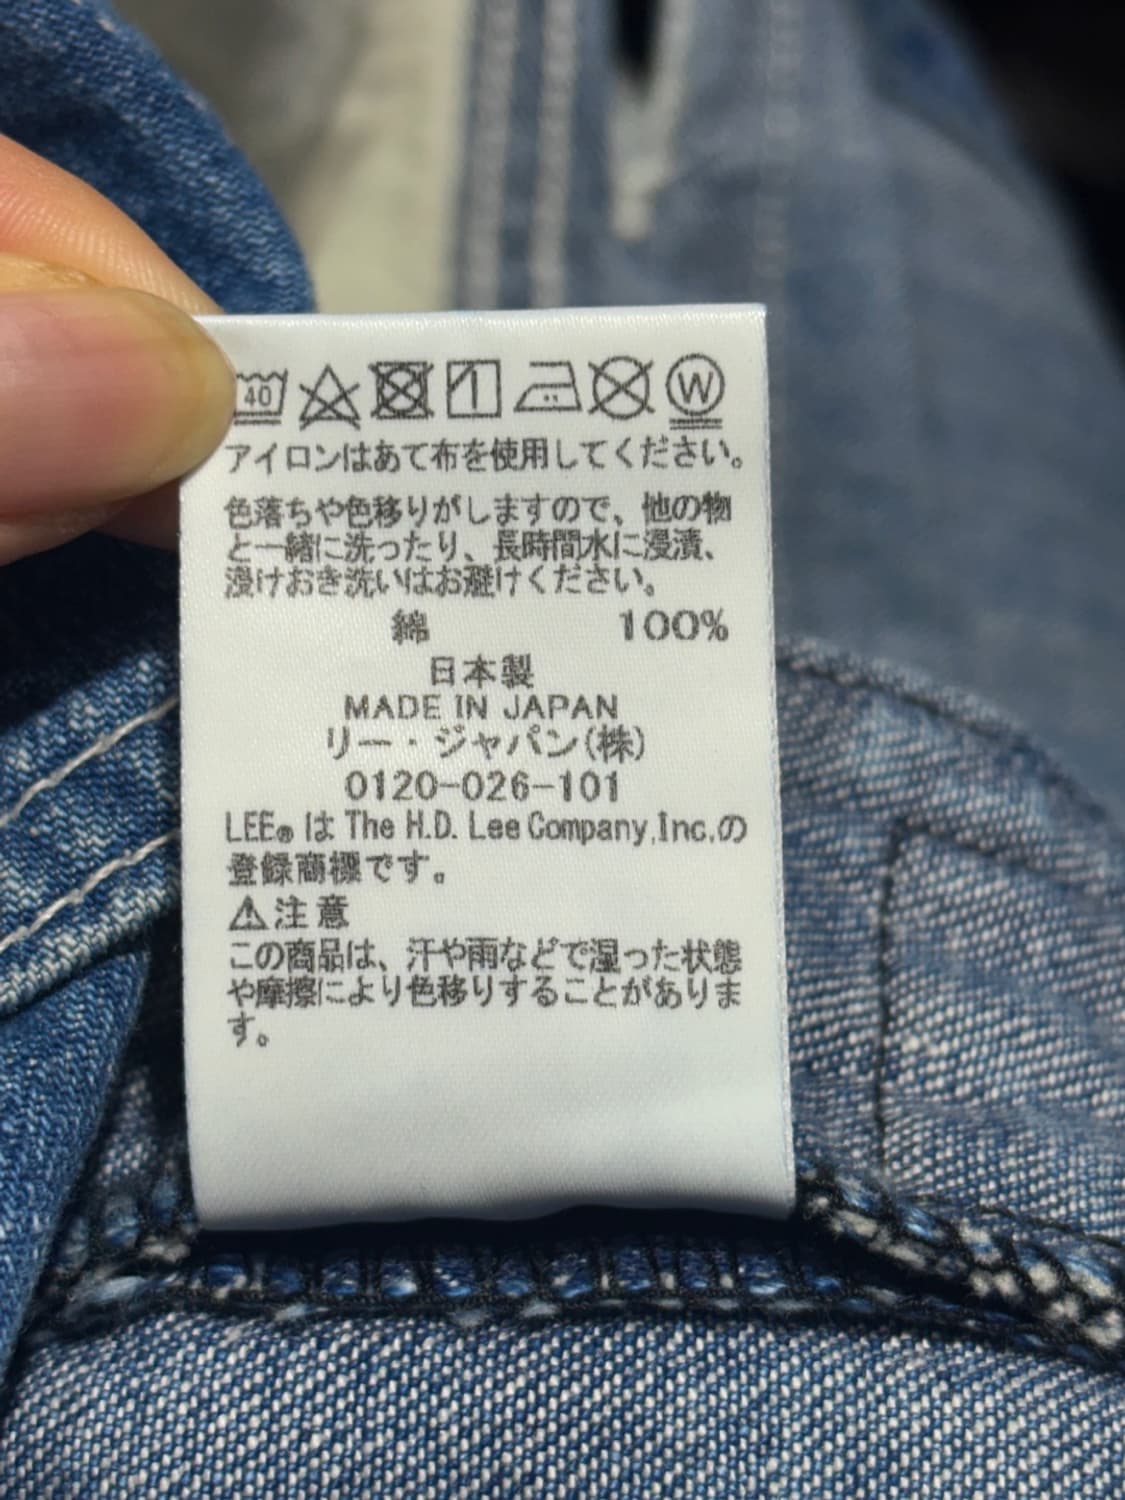 40
W
アイロンはあて布を使用してください。
色落ちや色移りがしますので、他の物
と一緒に洗ったり、長時間水に浸漬、
浸けおき洗いはお避けください。
綿 100%
日本製
MADE IN JAPAN
リー・ジャパン(株)
0120-026-101
LEE® は The H.D. Lee Company,Inc.の
登録商標です。
⚠注意
この商品は、汗や雨などで湿った状態
や摩擦により色移りすることがありま
す。